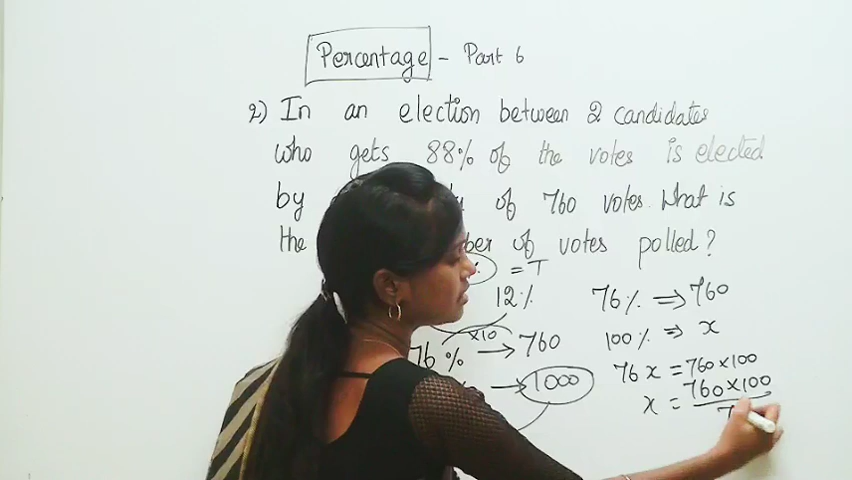 Percentage - Part 6
2) In an election between 2 candidates
who gets 88% of the votes is elected
by of 760 votes. What is
the of votes polled?
= T
12%
×10
76 % → 760
→ 1000
76% ⇒ 760
100% ⇒ x
76 x = 760×100
x = 760×100